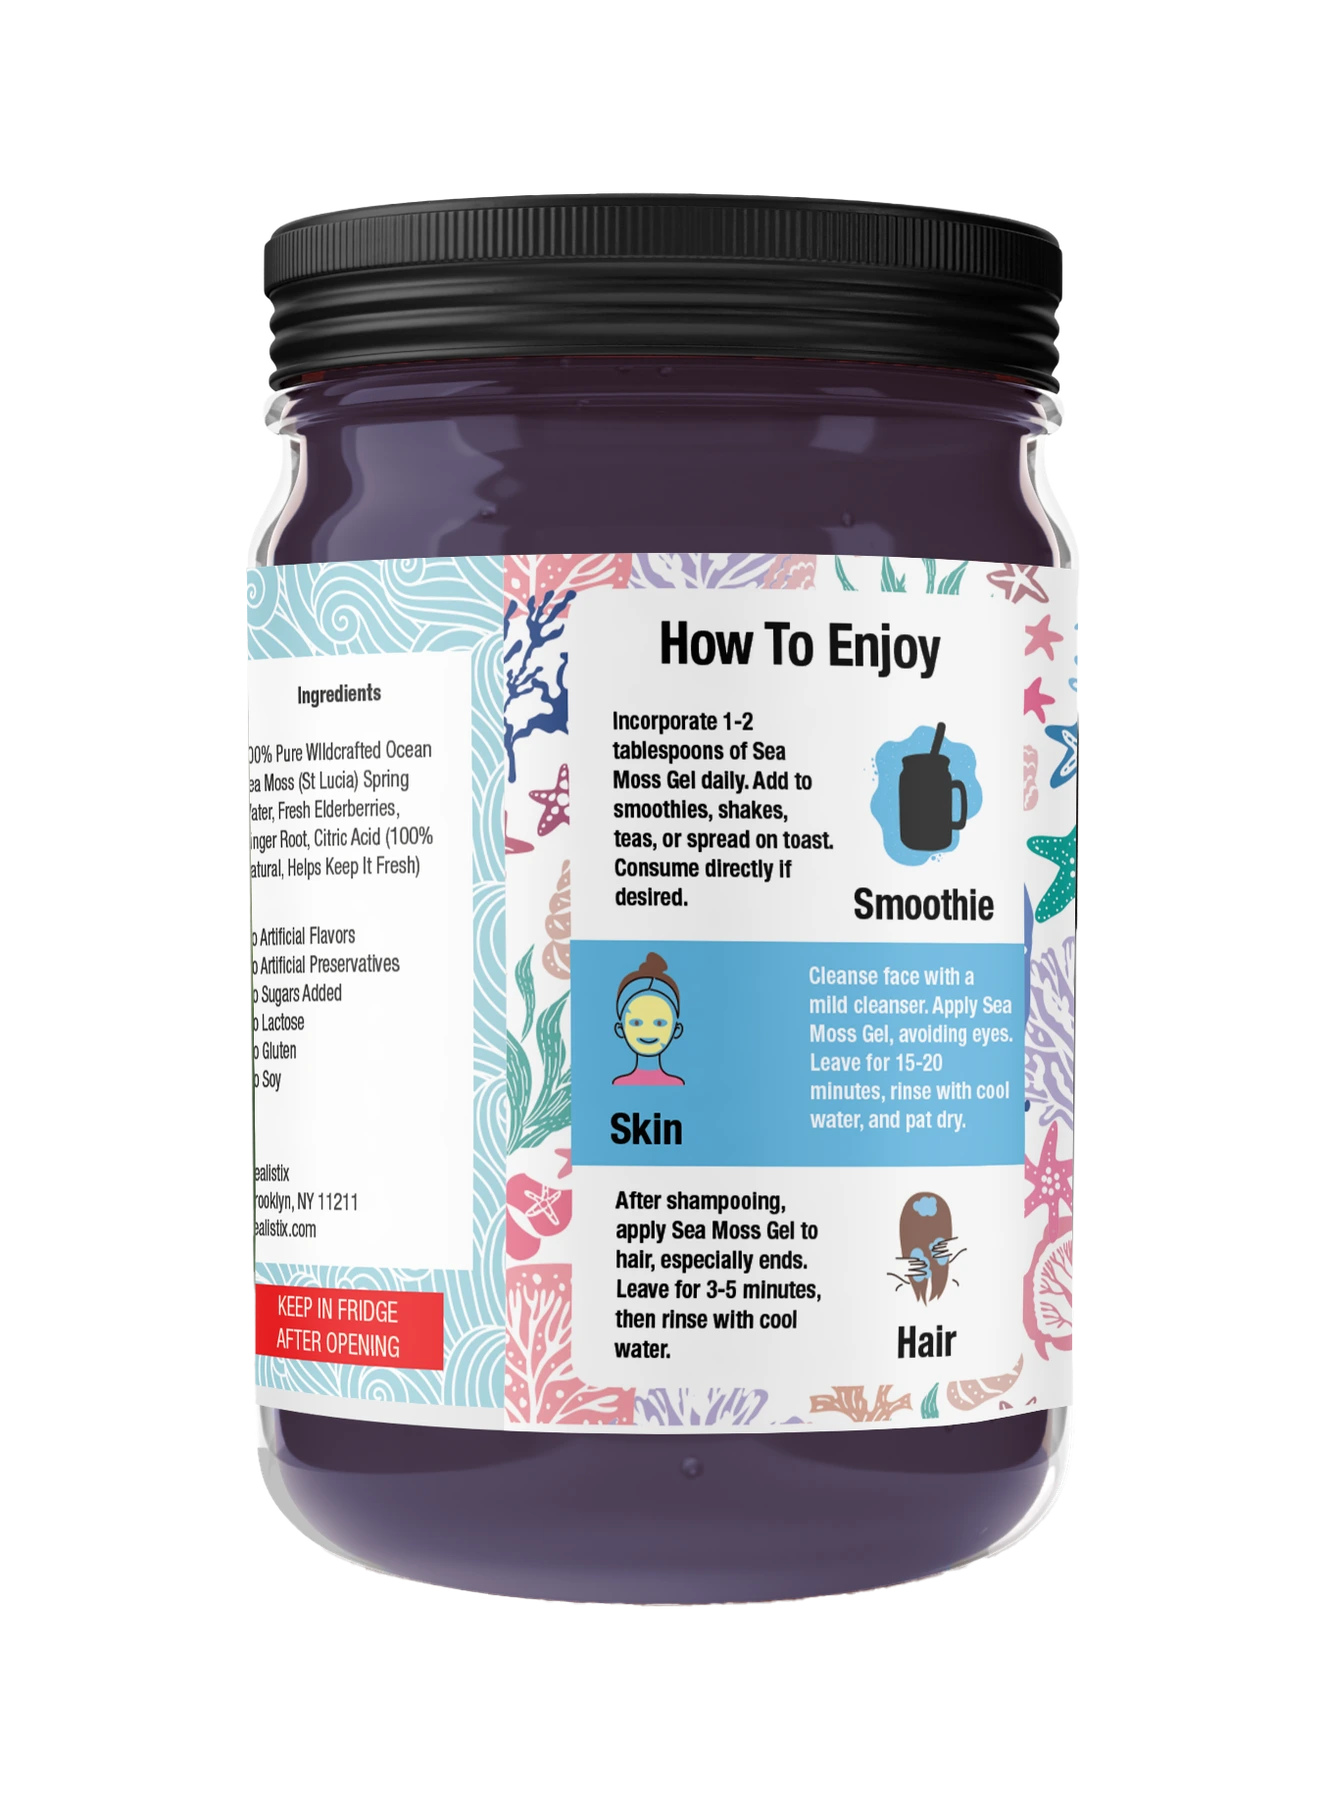 Ingredients
00% Pure WIldcrafted Ocean
ea Moss (St Lucia) Spring
ater, Fresh Elderberries,
nger Root, Citric Acid (100%
atural, Helps Keep It Fresh)
o Artificial Flavors
o Artificial Preservatives
o Sugars Added
o Lactose
o Gluten
o Soy
ealistix
rooklyn, NY 11211
ealistix.com
KEEP IN FRIDGE
AFTER OPENING
How To Enjoy
Incorporate 1-2
tablespoons of Sea
Moss Gel daily. Add to
smoothies, shakes,
teas, or spread on toast.
Consume directly if
desired.
Smoothie
Skin
Cleanse face with a
mild cleanser. Apply Sea
Moss Gel, avoiding eyes.
Leave for 15-20
minutes, rinse with cool
water, and pat dry.
After shampooing,
apply Sea Moss Gel to
hair, especially ends.
Leave for 3-5 minutes,
then rinse with cool
water.
Hair